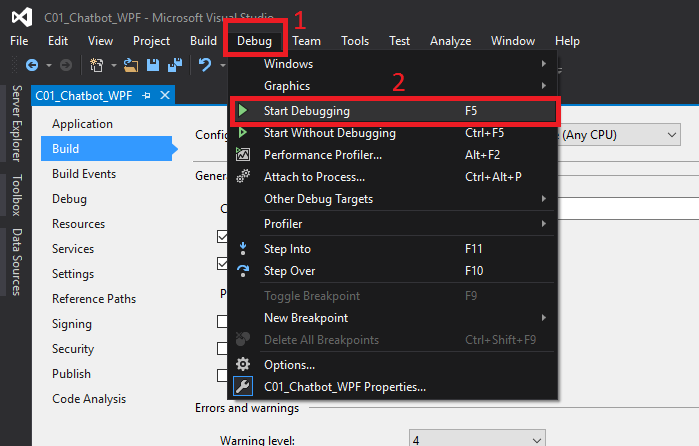 C01_Chatbot_WPF - Microsoft Visual Studio
1
File Edit View Project Build Debug Team Tools Test Analyze Window Help
Windows
Graphics
2
Start Debugging F5
Start Without Debugging Ctrl+F5
Performance Profiler... Alt+F2
Attach to Process... Ctrl+Alt+P
Other Debug Targets
Profiler
Step Into F11
Step Over F10
Toggle Breakpoint F9
New Breakpoint
Delete All Breakpoints Ctrl+Shift+F9
Options...
C01_Chatbot_WPF Properties...
Server Explorer
Toolbox
Data Sources
C01_Chatbot_WPF
Application
Build
Build Events
Debug
Resources
Services
Settings
Reference Paths
Signing
Security
Publish
Code Analysis
(Any CPU)
Errors and warnings
Warning level: 4